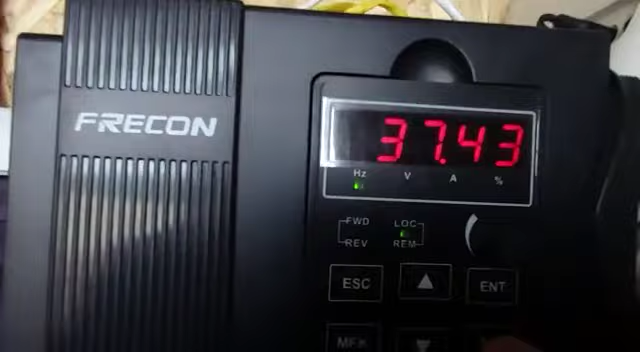 FRECON
37.43
Hz V A %
FWD LOC
REV REM
ESC ▲ ENT
MF.K ▼